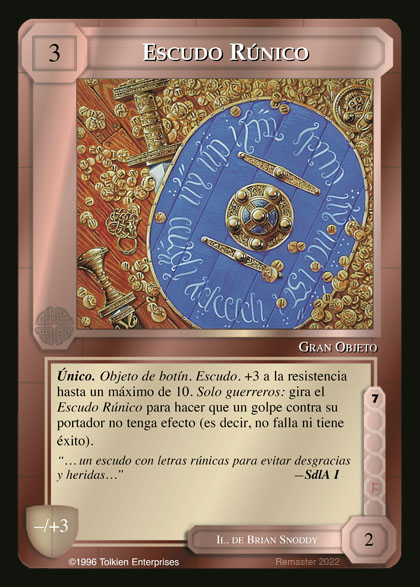 3
ESCUDO RÚNICO
GRAN OBJETO
Único. Objeto de botín. Escudo. +3 a la resistencia
hasta un máximo de 10. Solo guerreros: gira el
Escudo Rúnico para hacer que un golpe contra su
portador no tenga efecto (es decir, no falla ni tiene
éxito).
“… un escudo con letras rúnicas para evitar desgracias
y heridas…” —SdlA I
7
–/+3
IL. DE BRIAN SNODDY
2
©1996 Tolkien Enterprises
Remaster 2022